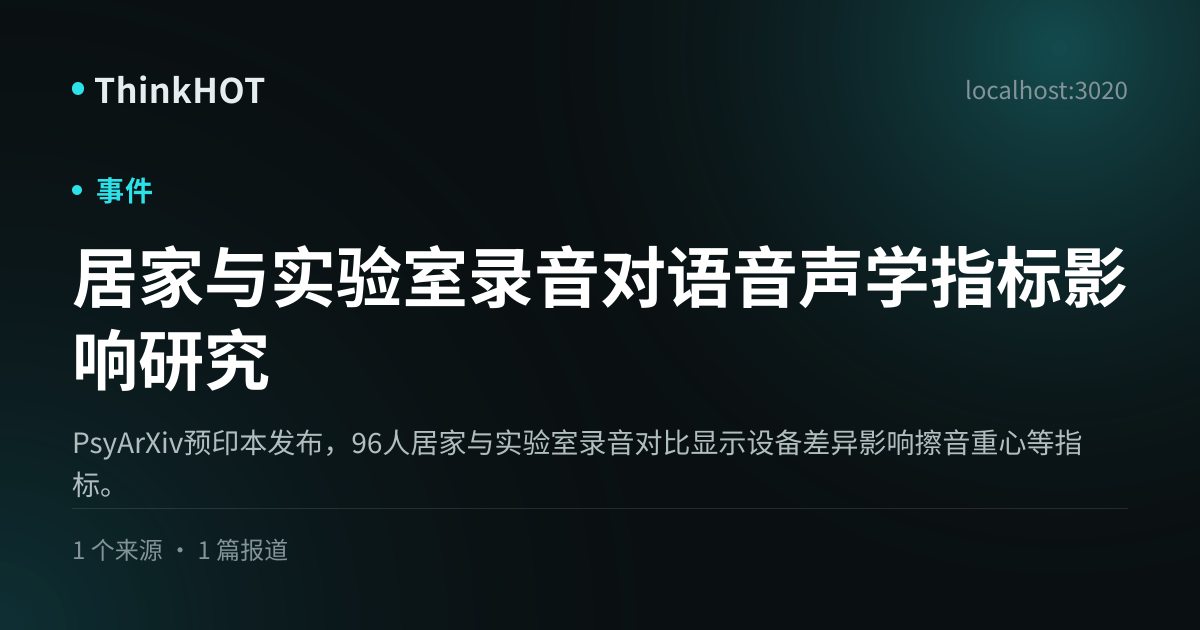 ThinkHOT
localhost:3020
事件
居家与实验室录音对语音声学指标影
响研究
PsyArXiv预印本发布，96人居家与实验室录音对比显示设备差异影响擦音重心等指
标。
1 个来源 • 1 篇报道